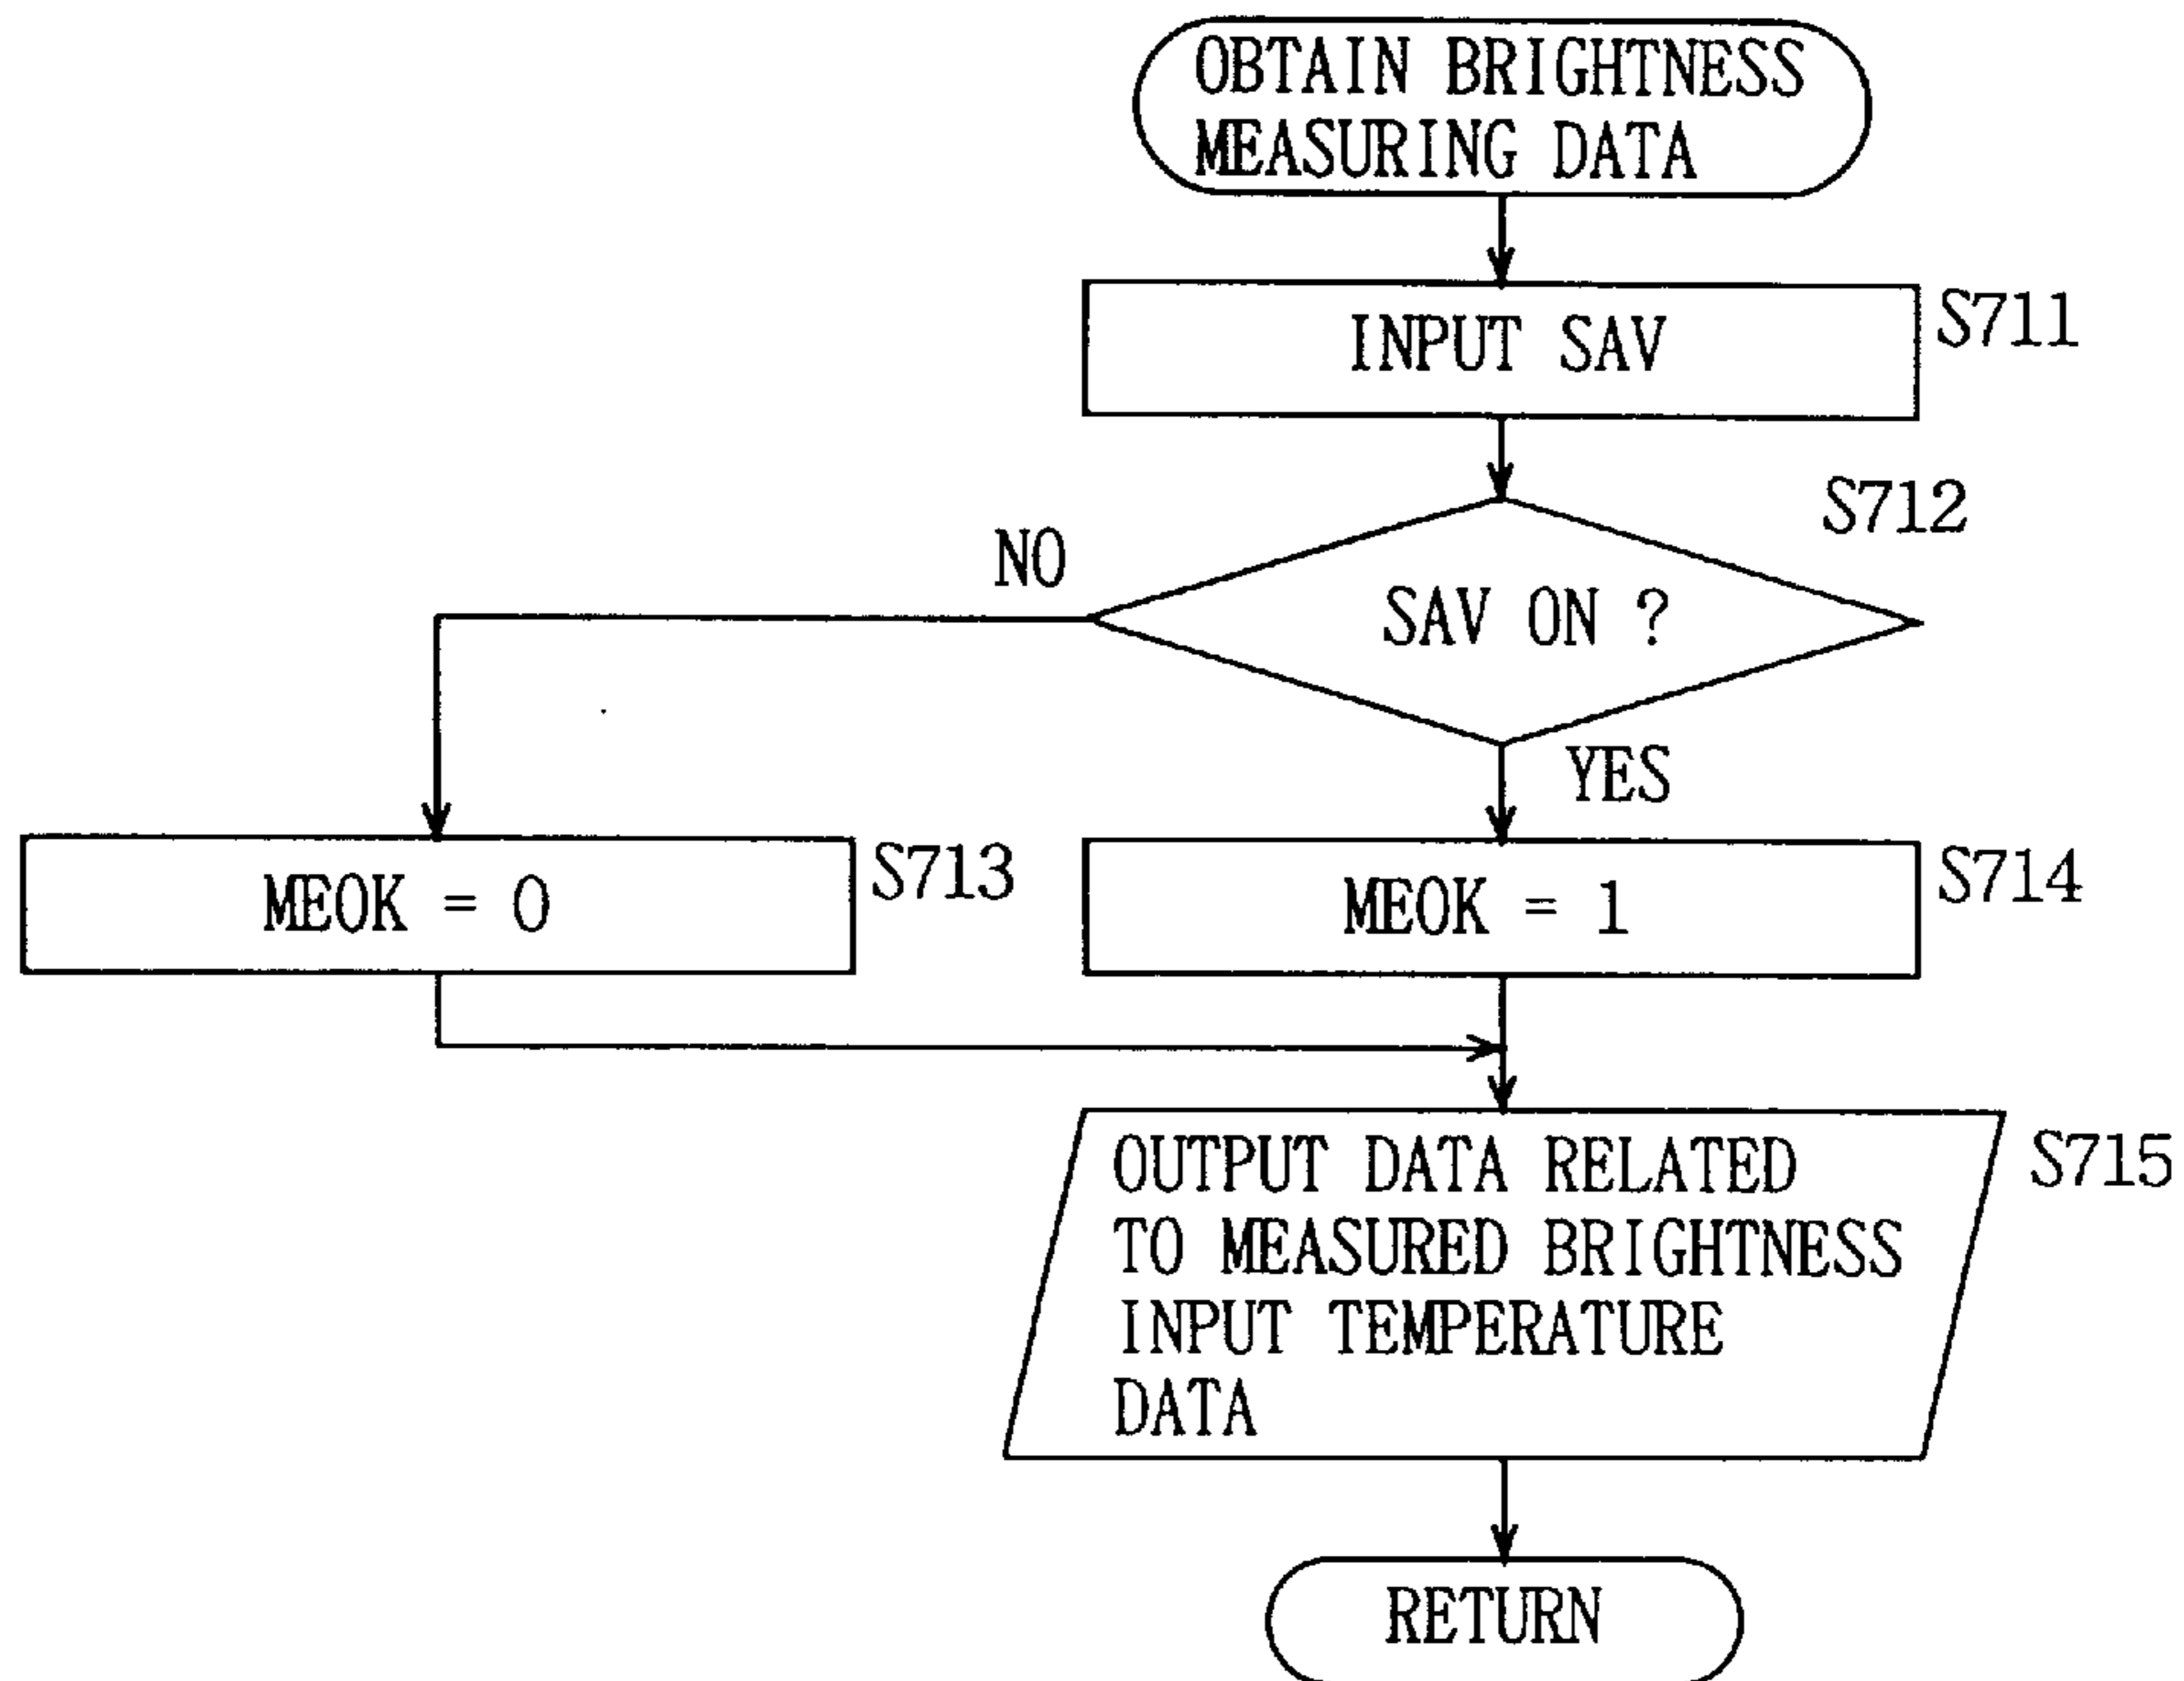 OBTAIN BRIGHTNESS
MEASURING DATA
INPUT SAV
S711
S712
NO
SAV ON ?
YES
MEOK = 0
S713
MEOK = 1
S714
OUTPUT DATA RELATED
TO MEASURED BRIGHTNESS
INPUT TEMPERATURE
DATA
S715
RETURN